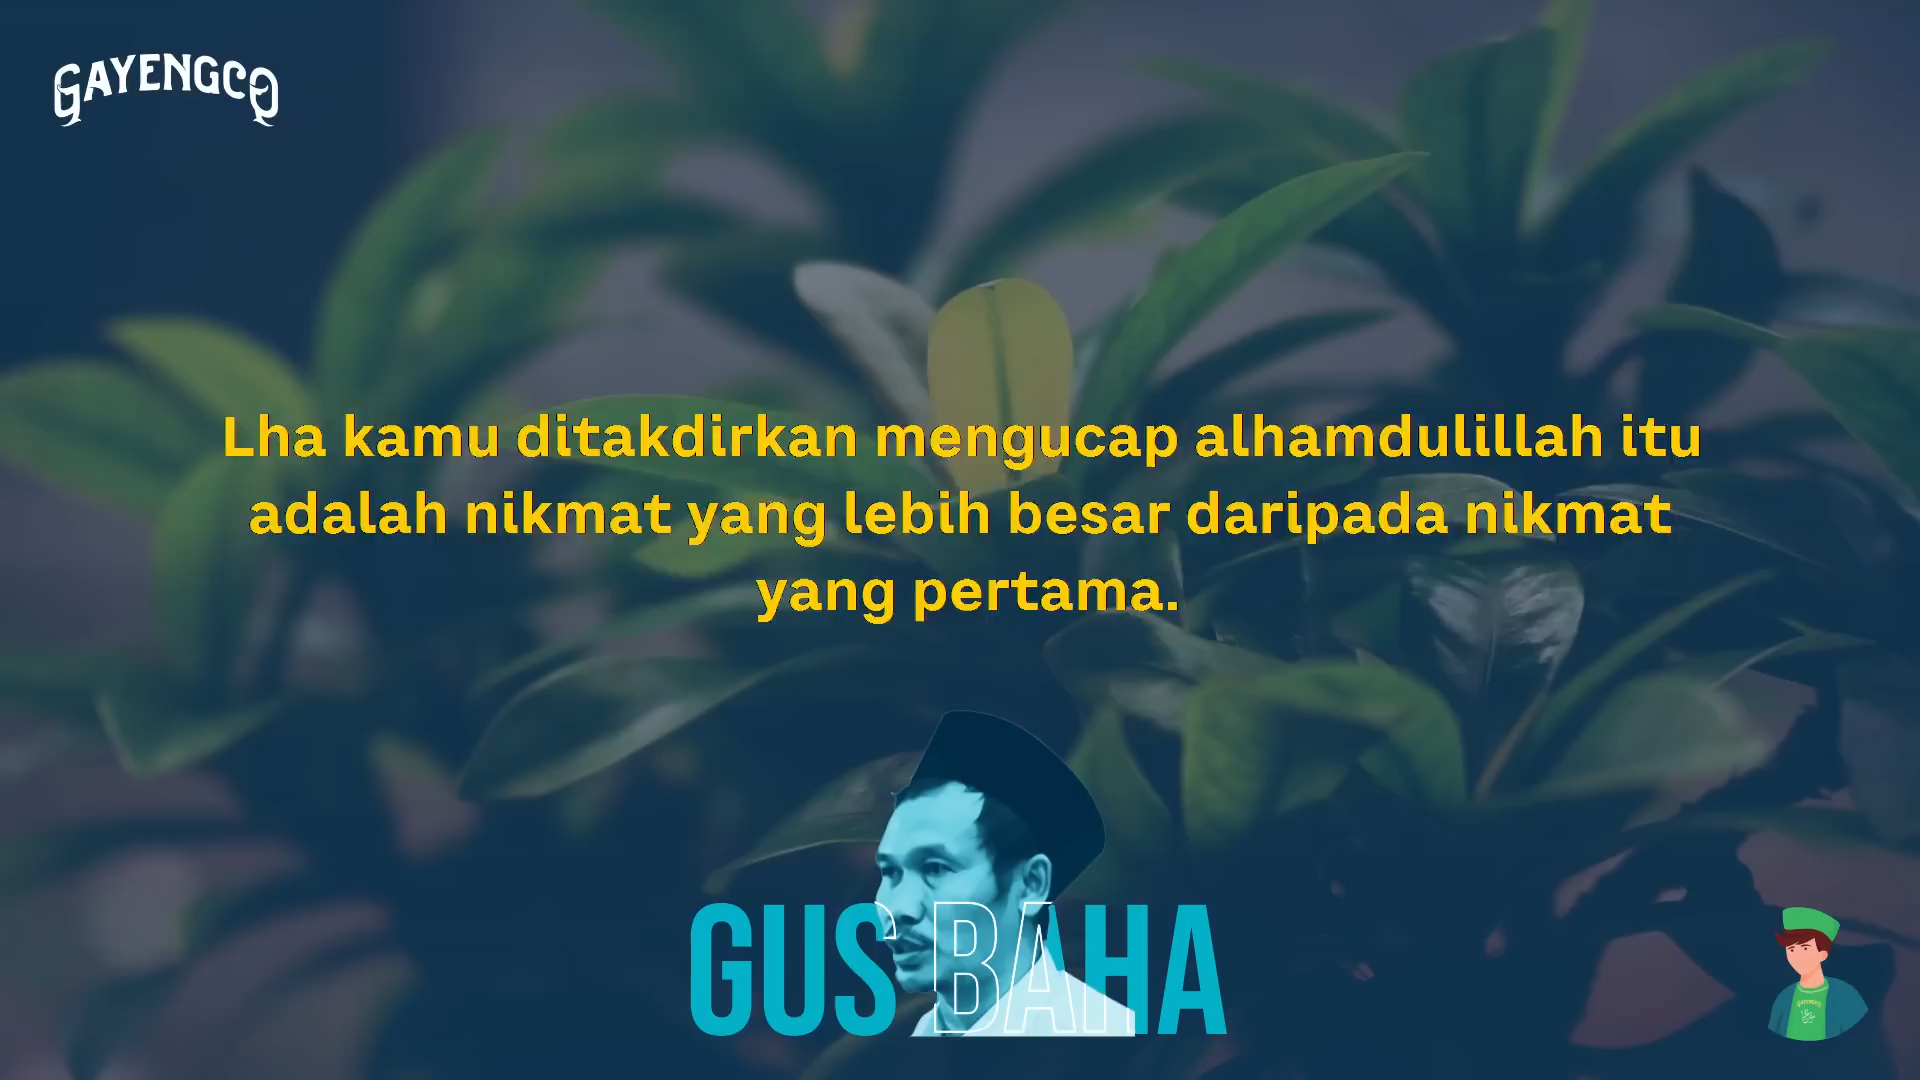 GAYENGCO
Lha kamu ditakdirkan mengucap alhamdulillah itu
adalah nikmat yang lebih besar daripada nikmat
yang pertama.
GUS BAHA